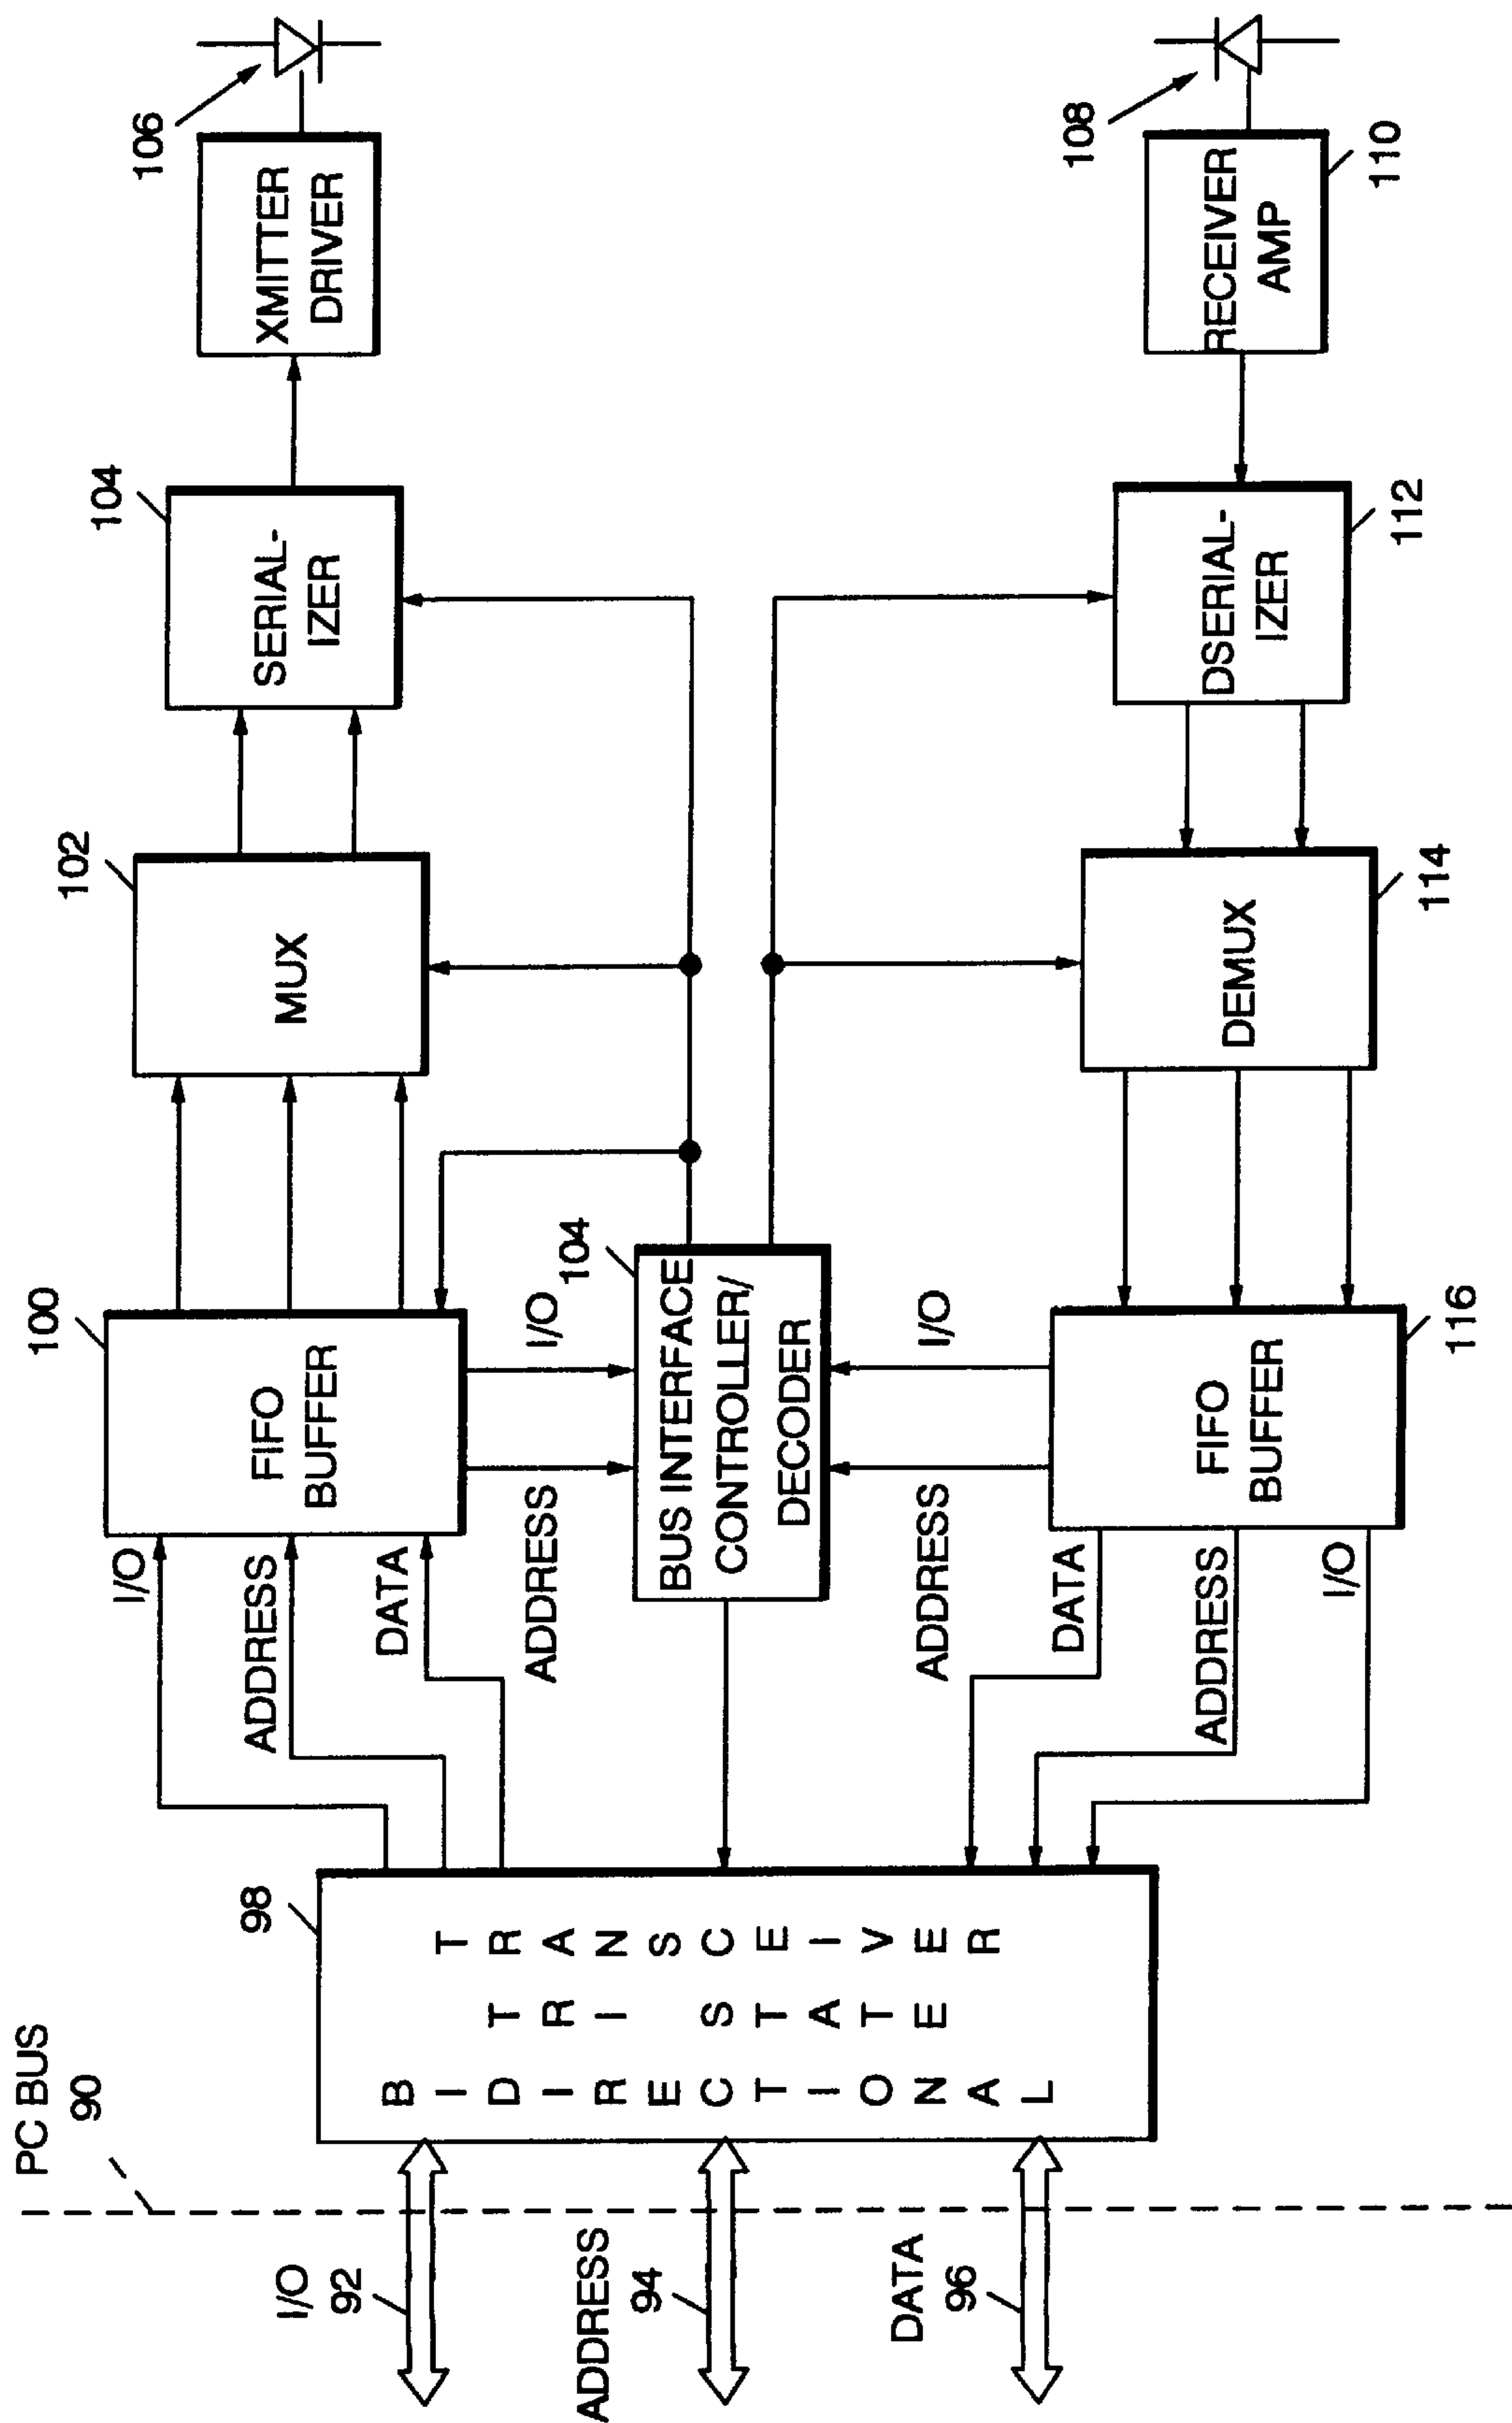 PC BUS
90
I/O
92
ADDRESS
94
DATA
96
98
BIDIRECTIONAL
TRI STATE
TRANSCEIVER
I/O
ADDRESS
DATA
100
FIFO
BUFFER
ADDRESS
I/O
104
BUS INTERFACE
CONTROLLER/
DECODER
ADDRESS
I/O
DATA
ADDRESS
I/O
FIFO
BUFFER
116
102
MUX
104
SERIAL-
IZER
XMITTER
DRIVER
106
DEMUX
114
DSERIAL-
IZER
112
RECEIVER
AMP
110
108